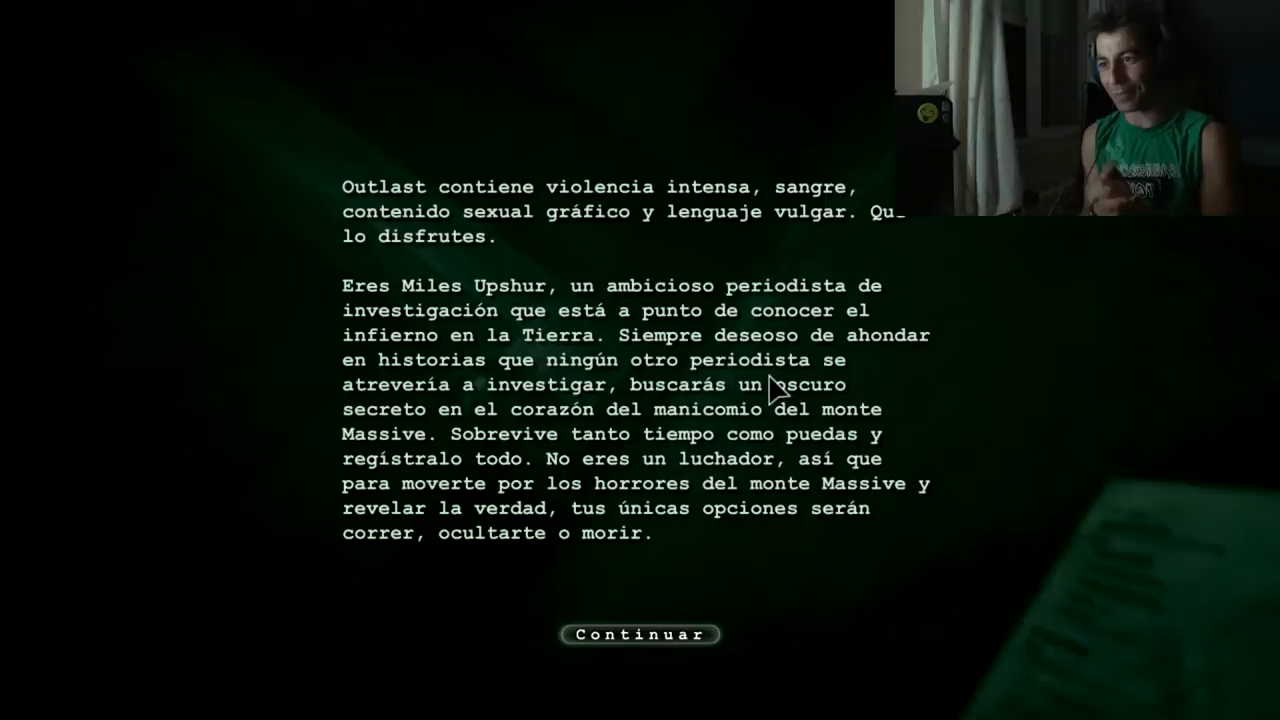 Outlast contiene violencia intensa, sangre,
contenido sexual gráfico y lenguaje vulgar. Que
lo disfrutes.
Eres Miles Upshur, un ambicioso periodista de
investigación que está a punto de conocer el
infierno en la Tierra. Siempre deseoso de ahondar
en historias que ningún otro periodista se
atrevería a investigar, buscarás un oscuro
secreto en el corazón del manicomio del monte
Massive. Sobrevive tanto tiempo como puedas y
regístralo todo. No eres un luchador, así que
para moverte por los horrores del monte Massive y
revelar la verdad, tus únicas opciones serán
correr, ocultarte o morir.
Continuar